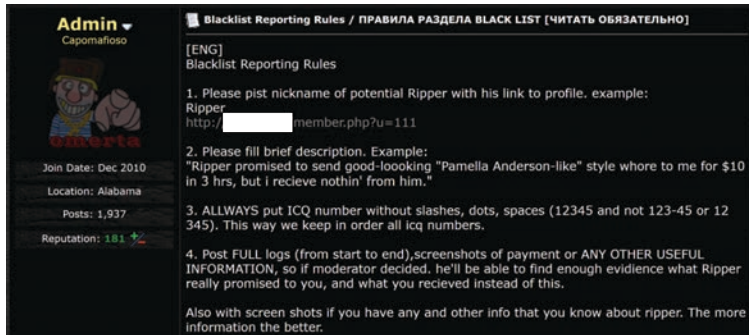 Admin
Capomafioso
omerta
Join Date: Dec 2010
Location: Alabama
Posts: 1,937
Reputation: 181
Blacklist Reporting Rules / ПРАВИЛА РАЗДЕЛА BLACK LIST [ЧИТАТЬ ОБЯЗАТЕЛЬНО]
[ENG]
Blacklist Reporting Rules
1. Please pist nickname of potential Ripper with his link to profile. example:
Ripper
http:/ member.php?u=111
2. Please fill brief description. Example:
"Ripper promised to send good-loooking "Pamella Anderson-like" style whore to me for $10
in 3 hrs, but i recieve nothin' from him."
3. ALLWAYS put ICQ number without slashes, dots, spaces (12345 and not 123-45 or 12
345). This way we keep in order all icq numbers.
4. Post FULL logs (from start to end),screenshots of payment or ANY OTHER USEFUL
INFORMATION, so if moderator decided. he'll be able to find enough evidience what Ripper
really promised to you, and what you recieved instead of this.
Also with screen shots if you have any and other info that you know about ripper. The more
information the better.